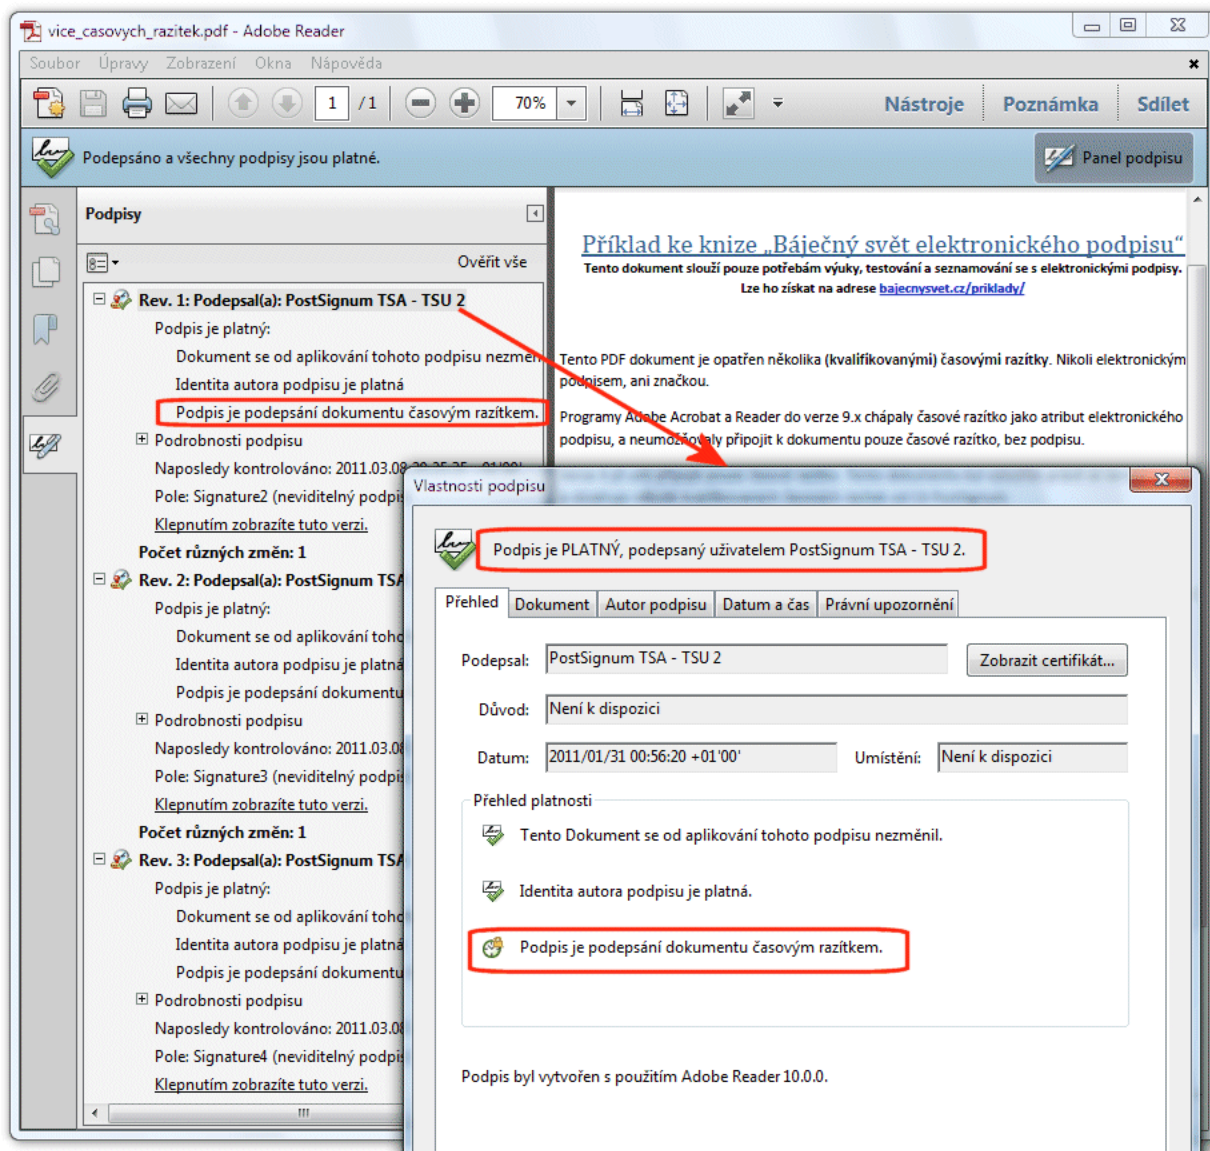 vice_casovych_razitek.pdf - Adobe Reader
Soubor Úpravy Zobrazení Okna Nápověda
1 /1 70% Nástroje Poznámka Sdílet
Podepsáno a všechny podpisy jsou platné.
Panel podpisu
Podpisy
Ověřit vše
Rev. 1: Podepsal(a): PostSignum TSA - TSU 2
Podpis je platný:
Dokument se od aplikování tohoto podpisu nezměn
Identita autora podpisu je platná
Podpis je podepsání dokumentu časovým razítkem.
Podrobnosti podpisu
Naposledy kontrolováno: 2011.03.08
Pole: Signature2 (neviditelný podpis
Klepnutím zobrazíte tuto verzi.
Počet různých změn: 1
Rev. 2: Podepsal(a): PostSignum TSA
Podpis je platný:
Dokument se od aplikování toho
Identita autora podpisu je platná
Podpis je podepsání dokumentu
Podrobnosti podpisu
Naposledy kontrolováno: 2011.03.08
Pole: Signature3 (neviditelný podpis
Klepnutím zobrazíte tuto verzi.
Počet různých změn: 1
Rev. 3: Podepsal(a): PostSignum TSA
Podpis je platný:
Dokument se od aplikování toho
Identita autora podpisu je platná
Podpis je podepsání dokumentu
Podrobnosti podpisu
Naposledy kontrolováno: 2011.03.08
Pole: Signature4 (neviditelný podpis
Klepnutím zobrazíte tuto verzi.
Příklad ke knize „Báječný svět elektronického podpisu“
Tento dokument slouží pouze potřebám výuky, testování a seznamování se s elektronickými podpisy.
Lze ho získat na adrese bajecnysvet.cz/priklady/
Tento PDF dokument je opatřen několika (kvalifikovanými) časovými razítky. Nikoli elektronickým
podpisem, ani značkou.
Programy Adobe Acrobat a Reader do verze 9.x chápaly časové razítko jako atribut elektronického
podpisu, a neumožňovaly připojit k dokumentu pouze časové razítko, bez podpisu.
Vlastnosti podpisu
Podpis je PLATNÝ, podepsaný uživatelem PostSignum TSA - TSU 2.
Přehled Dokument Autor podpisu Datum a čas Právní upozornění
Podepsal: PostSignum TSA - TSU 2 Zobrazit certifikát...
Důvod: Není k dispozici
Datum: 2011/01/31 00:56:20 +01'00' Umístění: Není k dispozici
Přehled platnosti
Tento Dokument se od aplikování tohoto podpisu nezměnil.
Identita autora podpisu je platná.
Podpis je podepsání dokumentu časovým razítkem.
Podpis byl vytvořen s použitím Adobe Reader 10.0.0.